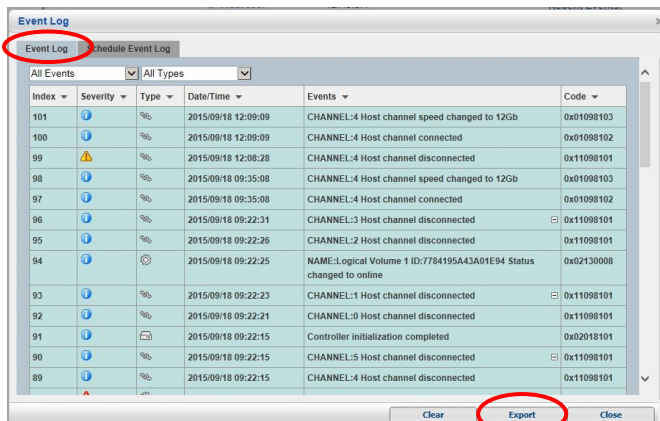 Recent Events:
Event Log
Event Log Schedule Event Log
All Events All Types
Index Severity Type Date/Time Events Code
101 2015/09/18 12:09:09 CHANNEL:4 Host channel speed changed to 12Gb 0x01098103
100 2015/09/18 12:09:09 CHANNEL:4 Host channel connected 0x01098102
99 2015/09/18 12:08:28 CHANNEL:4 Host channel disconnected 0x11098101
98 2015/09/18 09:35:08 CHANNEL:4 Host channel speed changed to 12Gb 0x01098103
97 2015/09/18 09:35:08 CHANNEL:4 Host channel connected 0x01098102
96 2015/09/18 09:22:31 CHANNEL:3 Host channel disconnected 0x11098101
95 2015/09/18 09:22:26 CHANNEL:2 Host channel disconnected 0x11098101
94 2015/09/18 09:22:25 NAME:Logical Volume 1 ID:7784195A43A01E94 Status 0x02130008
changed to online
93 2015/09/18 09:22:23 CHANNEL:1 Host channel disconnected 0x11098101
92 2015/09/18 09:22:21 CHANNEL:0 Host channel disconnected 0x11098101
91 2015/09/18 09:22:15 Controller initialization completed 0x02018101
90 2015/09/18 09:22:15 CHANNEL:5 Host channel disconnected 0x11098101
89 2015/09/18 09:22:15 CHANNEL:4 Host channel disconnected 0x11098101
Clear Export Close